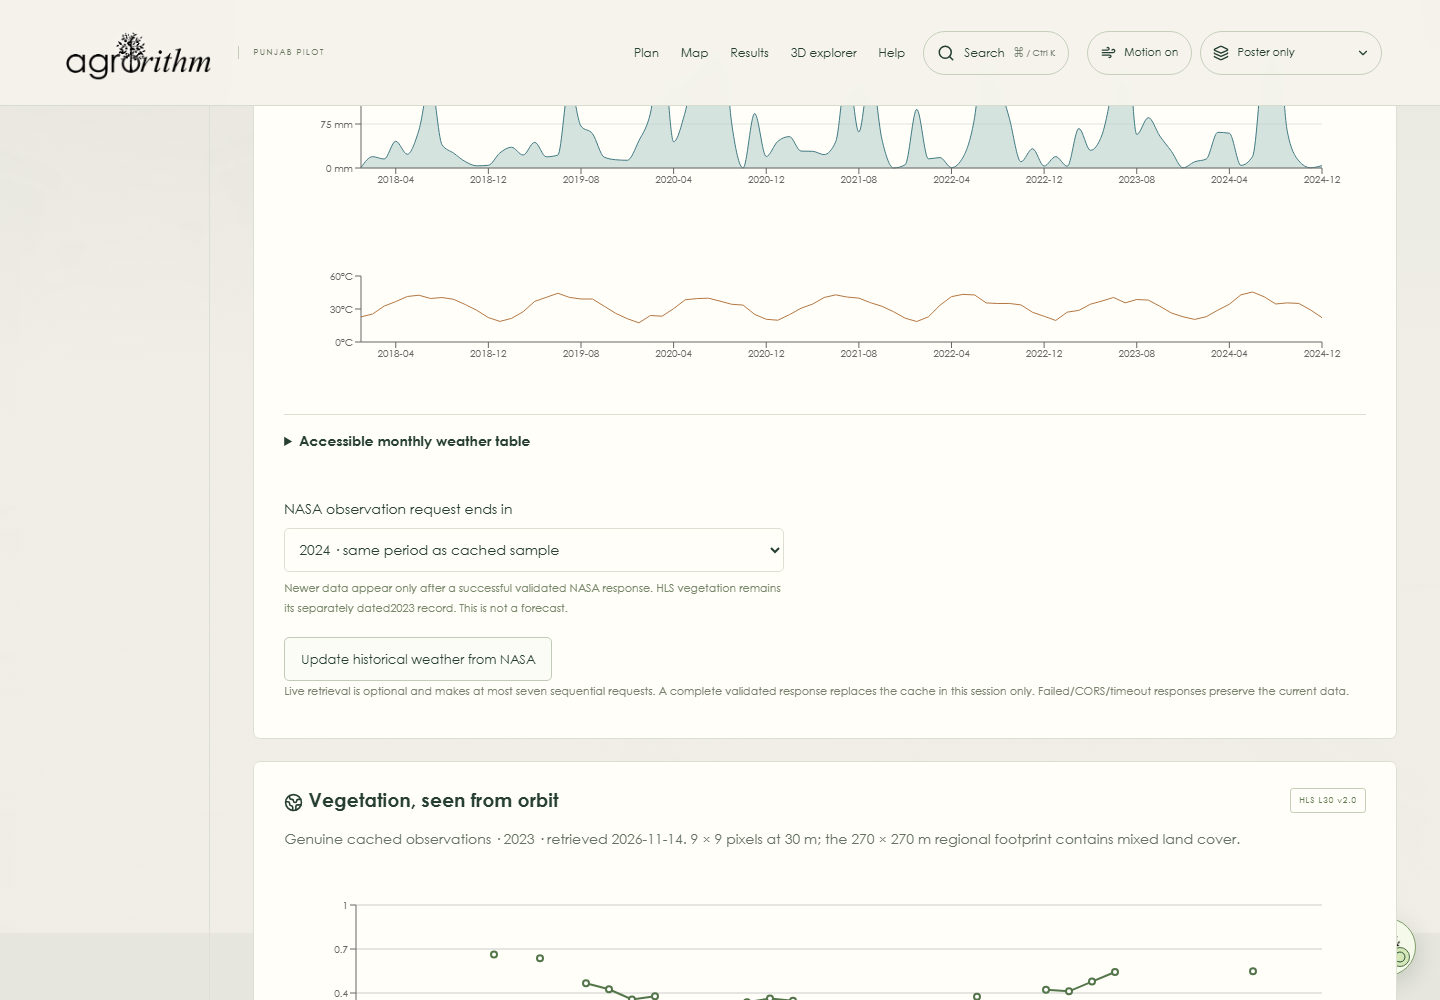 agrorithm
PUNJAB PILOT
Plan
Map
Results
3D explorer
Help
Search ⌘ / Ctrl K
Motion on
Poster only
75 mm
0 mm
2018-04 2018-12 2019-08 2020-04 2020-12 2021-08 2022-04 2022-12 2023-08 2024-04 2024-12
60°C
30°C
0°C
2018-04 2018-12 2019-08 2020-04 2020-12 2021-08 2022-04 2022-12 2023-08 2024-04 2024-12
Accessible monthly weather table
NASA observation request ends in
2024 · same period as cached sample
Newer data appear only after a successful validated NASA response. HLS vegetation remains
its separately dated2023 record. This is not a forecast.
Update historical weather from NASA
Live retrieval is optional and makes at most seven sequential requests. A complete validated response replaces the cache in this session only. Failed/CORS/timeout responses preserve the current data.
Vegetation, seen from orbit
HLS L30 v2.0
Genuine cached observations · 2023 · retrieved 2026-11-14. 9 × 9 pixels at 30 m; the 270 × 270 m regional footprint contains mixed land cover.
1
0.7
0.4